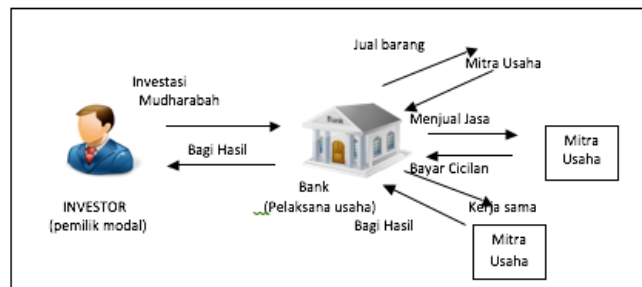 Jual barang
Mitra Usaha
Investasi
Mudharabah
Bank
Menjual Jasa
Mitra
Usaha
Bagi Hasil
Bayar Cicilan
INVESTOR
(pemilik modal)
Bank
(Pelaksana usaha)
Kerja sama
Bagi Hasil
Mitra
Usaha